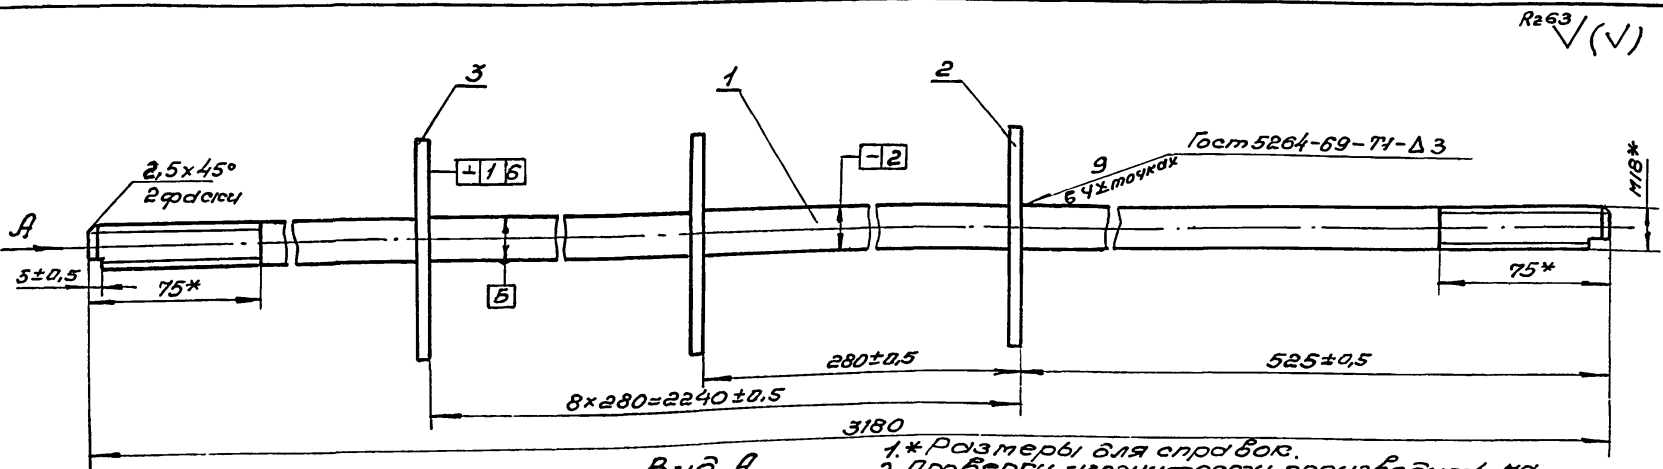 Rz63 √ (√)
3
1
2
2,5×45°
2 фаски
⊥ 1 Б
- 2
9
в 4х точках
Гост 5264-69-Т1-Δ3
М18*
А
5±0,5
75*
Б
75*
280±0,5
525±0,5
8×280=2240±0,5
3180
1.* Размеры для справок.
Вид А